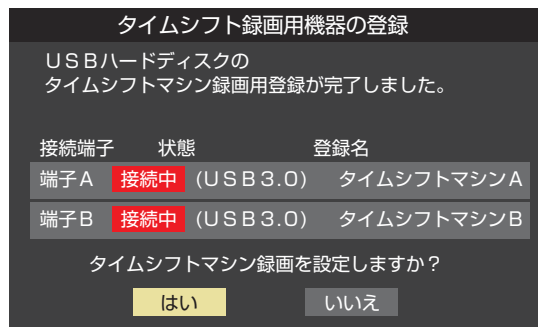 タイムシフト録画用機器の登録
ＵＳＢハードディスクの
タイムシフトマシン録画用登録が完了しました。
接続端子 状態 登録名
端子Ａ 接続中 (ＵＳＢ３.０) タイムシフトマシンＡ
端子Ｂ 接続中 (ＵＳＢ３.０) タイムシフトマシンＢ
タイムシフトマシン録画を設定しますか？
はい いいえ